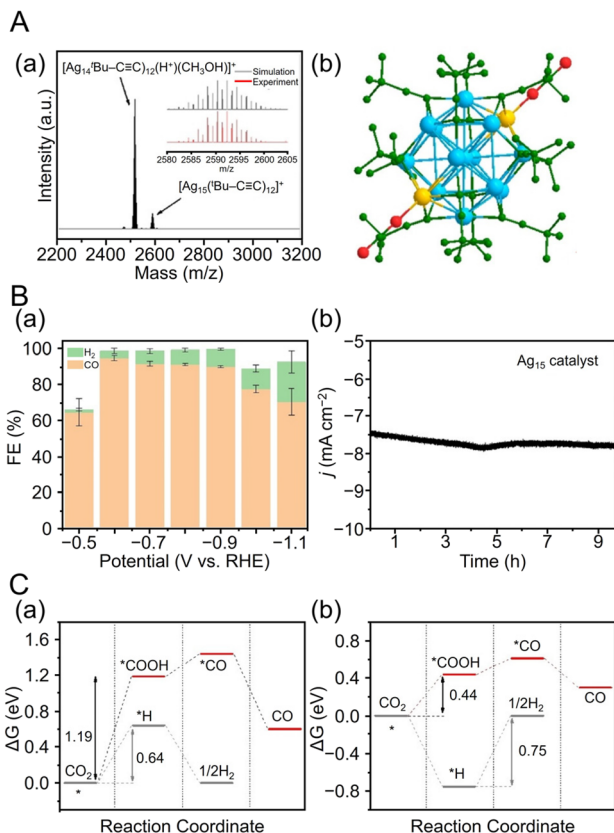 A
(a)
[Ag₁₄ᵗBu–C≡C)₁₂(H⁺)(CH₃OH)]⁺
Simulation
Experiment
2580 2590 2595 2605
m/z
[Ag₁₅(ᵗBu–C≡C)₁₂]⁺
Intensity (a.u.)
2200 2400 2600 2800 3000 3200
Mass (m/z)
(b)
B
(a)
H₂
CO
100
80
60
40
20
0
FE (%)
−0.5 −0.7 −0.9 −1.1
Potential (V vs. RHE)
(b)
Ag₁₅ catalyst
−5
−6
−7
−8
−9
−10
j (mA cm⁻²)
1 3 5 7 9
Time (h)
C
(a)
1.6
1.2
0.8
0.4
0.0
ΔG (eV)
*COOH
*CO
*H
1.19
0.64
CO
CO₂
*
1/2H₂
Reaction Coordinate
(b)
0.8
0.4
0.0
−0.4
−0.8
ΔG (eV)
*CO
*COOH
CO₂
*
0.44
CO
1/2H₂
*H
0.75
Reaction Coordinate